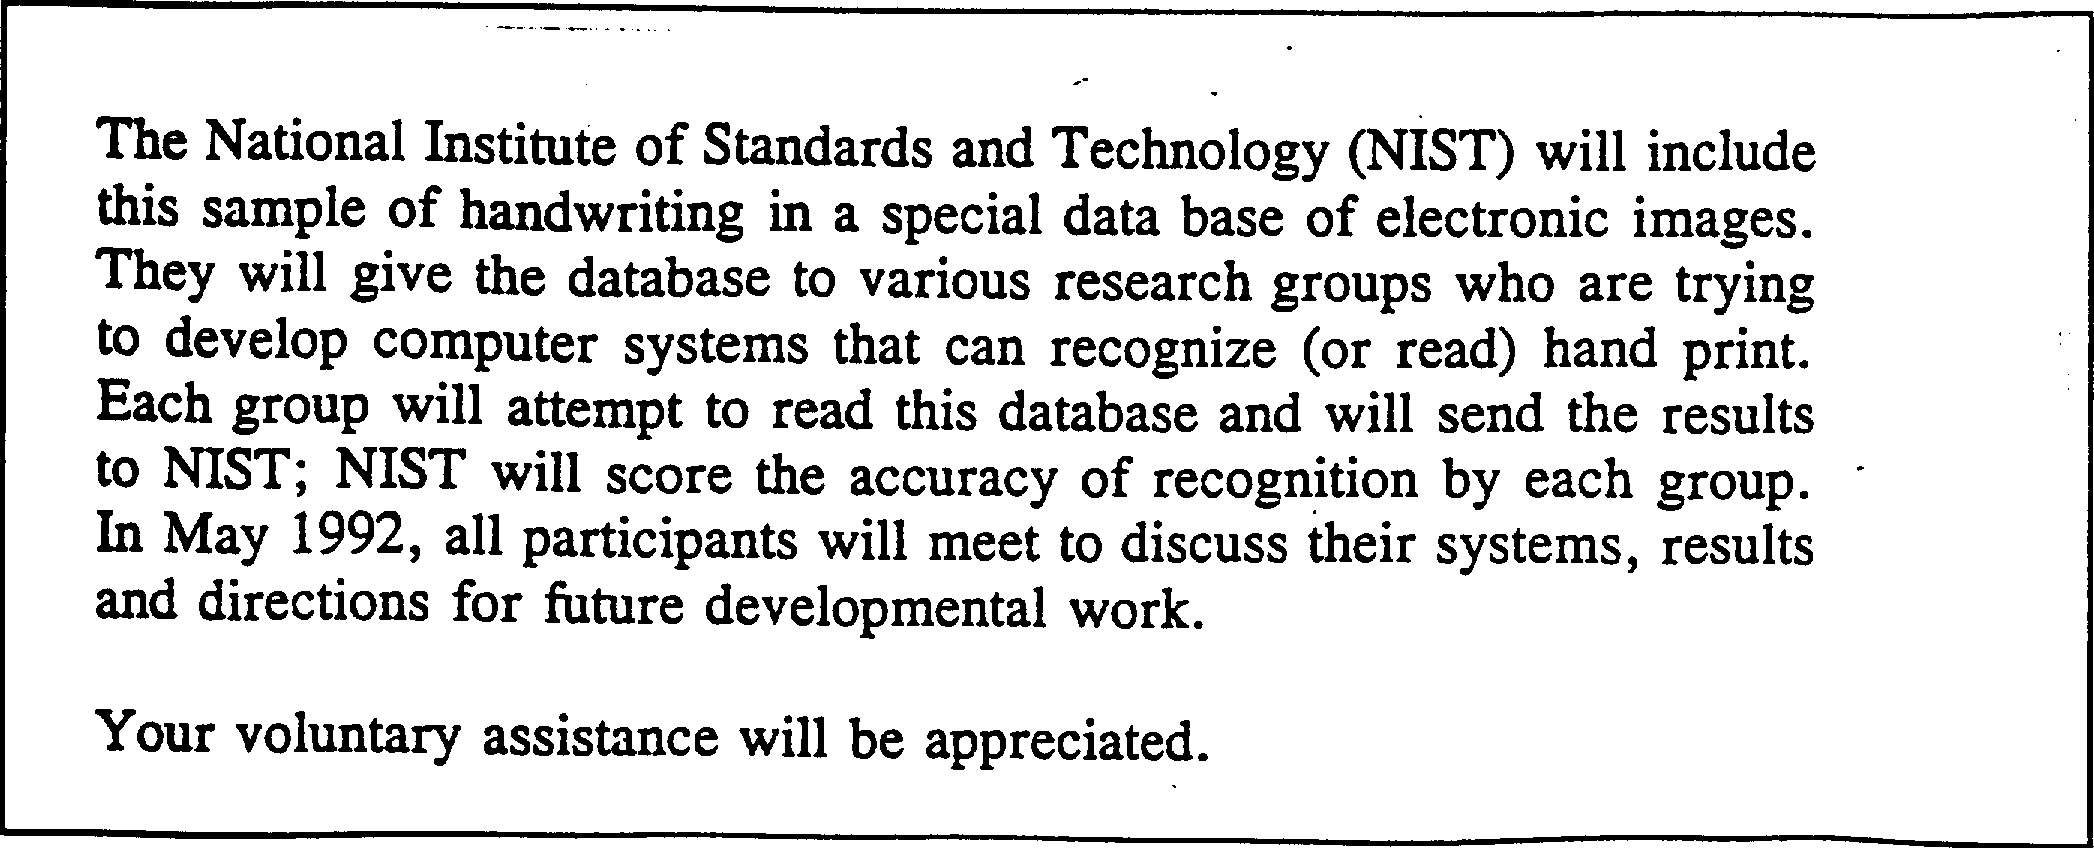 The National Institute of Standards and Technology (NIST) will include
this sample of handwriting in a special data base of electronic images.
They will give the database to various research groups who are trying
to develop computer systems that can recognize (or read) hand print.
Each group will attempt to read this database and will send the results
to NIST; NIST will score the accuracy of recognition by each group.
In May 1992, all participants will meet to discuss their systems, results
and directions for future developmental work.
Your voluntary assistance will be appreciated.